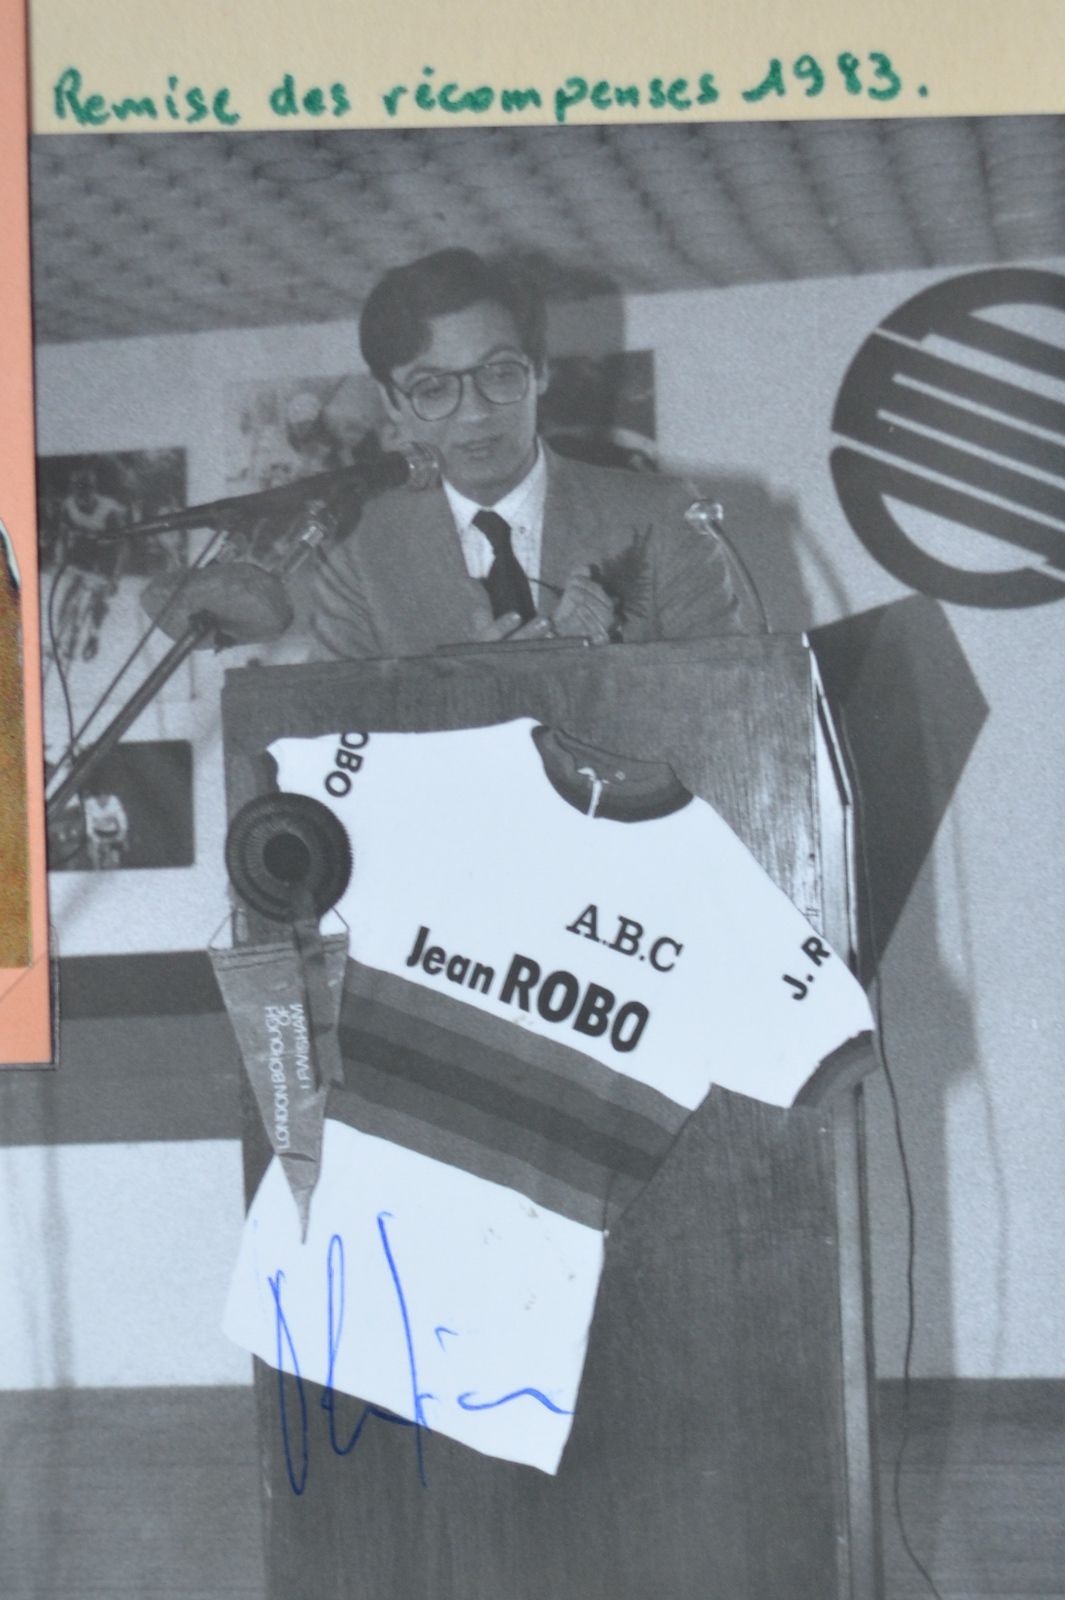 Remise des récompenses 1983.
OBO
A.B.C
Jean ROBO
J. R
LONDON BOROUGH
OF
LEWISHAM